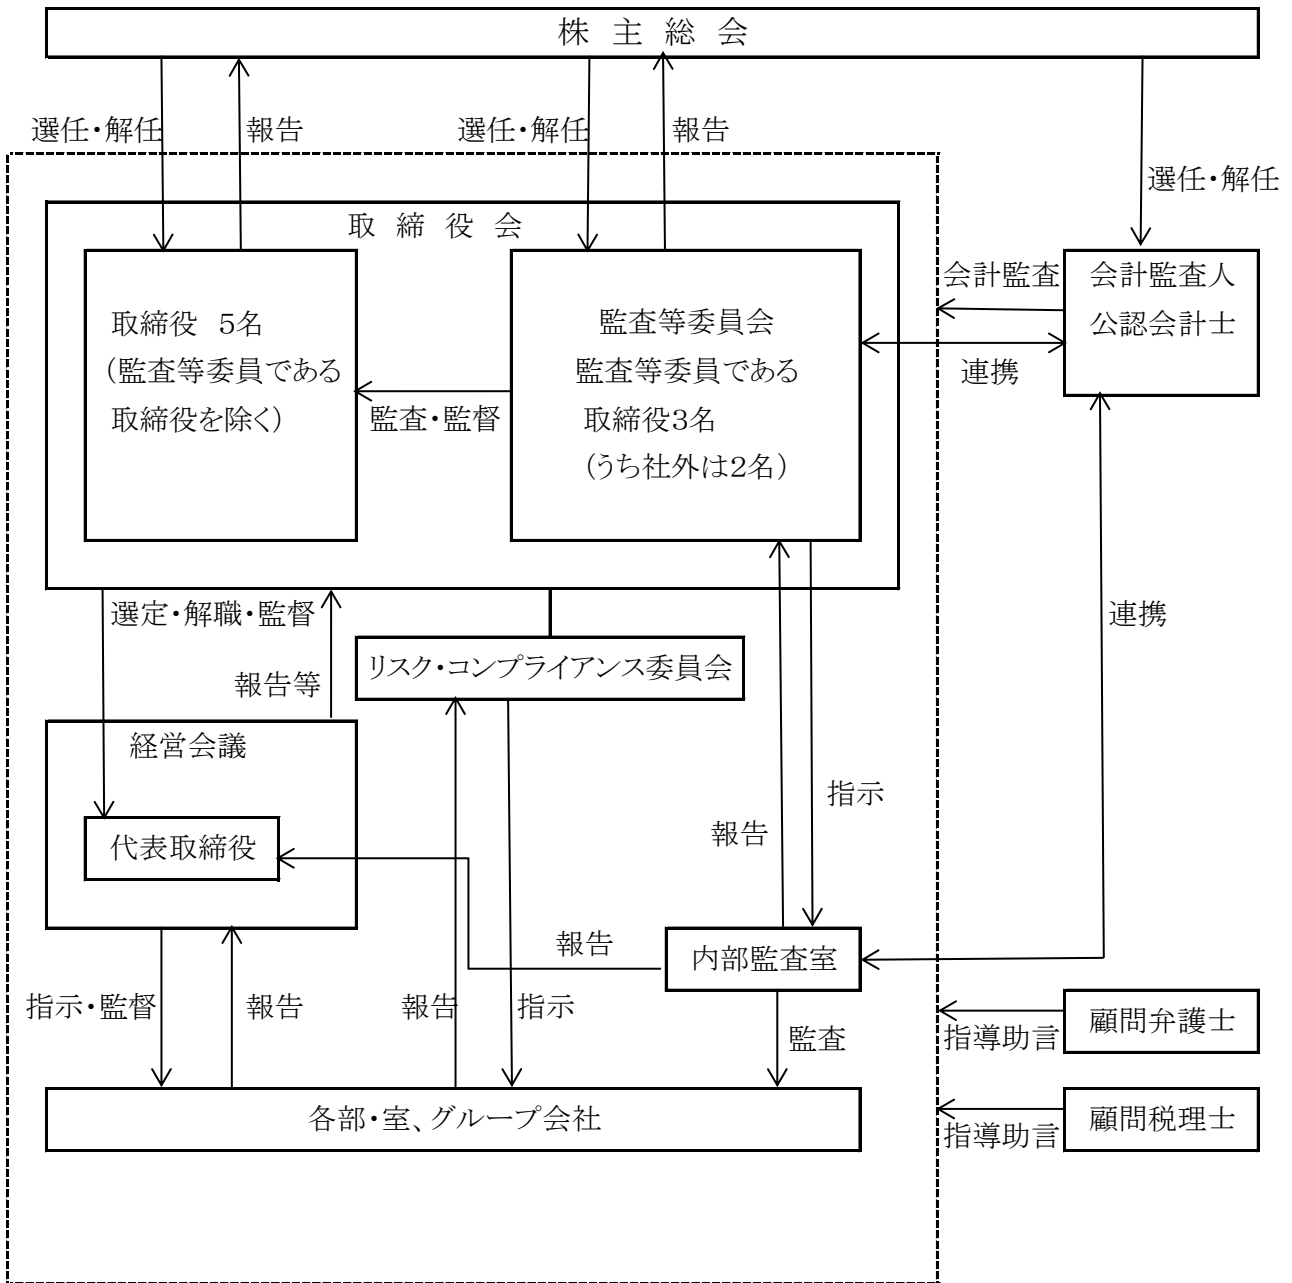 株 主 総 会
選任・解任
報告
選任・解任
報告
選任・解任
取 締 役 会
取締役 5名
(監査等委員である
取締役を除く)
監査・監督
監査等委員会
監査等委員である
取締役3名
(うち社外は2名)
会計監査
会計監査人
公認会計士
連携
選定・解職・監督
報告等
リスク・コンプライアンス委員会
連携
経営会議
代表取締役
指示
報告
報告
内部監査室
指示・監督
報告
報告
指示
監査
指導助言
顧問弁護士
各部・室、グループ会社
指導助言
顧問税理士